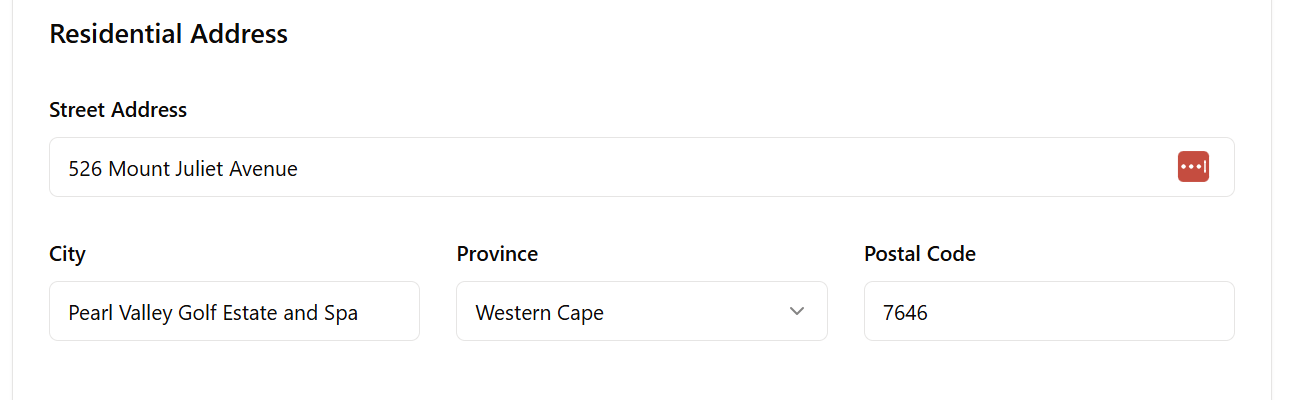 Residential Address
Street Address
526 Mount Juliet Avenue
City Province Postal Code
Pearl Valley Golf Estate and Spa Western Cape 7646